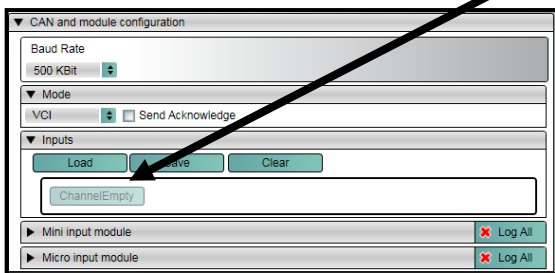 CAN and module configuration
Baud Rate
500 KBit
Mode
VCI Send Acknowledge
Inputs
Load Save Clear
ChannelEmpty
Mini input module Log All
Micro input module Log All